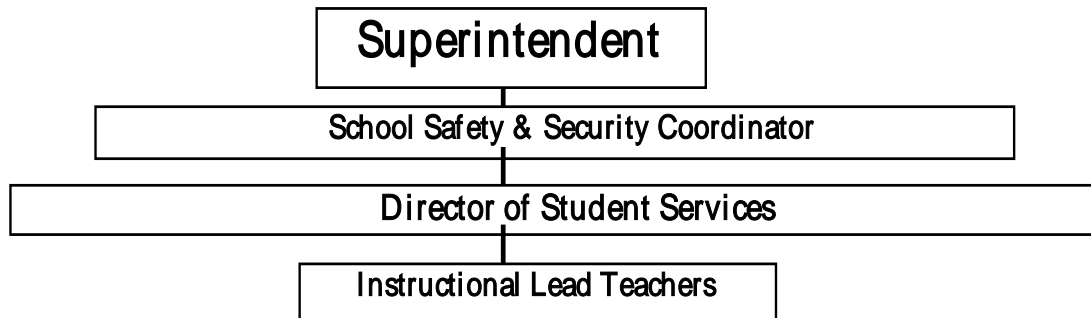 Superintendent
School Safety & Security Coordinator
Director of Student Services
Instructional Lead Teachers